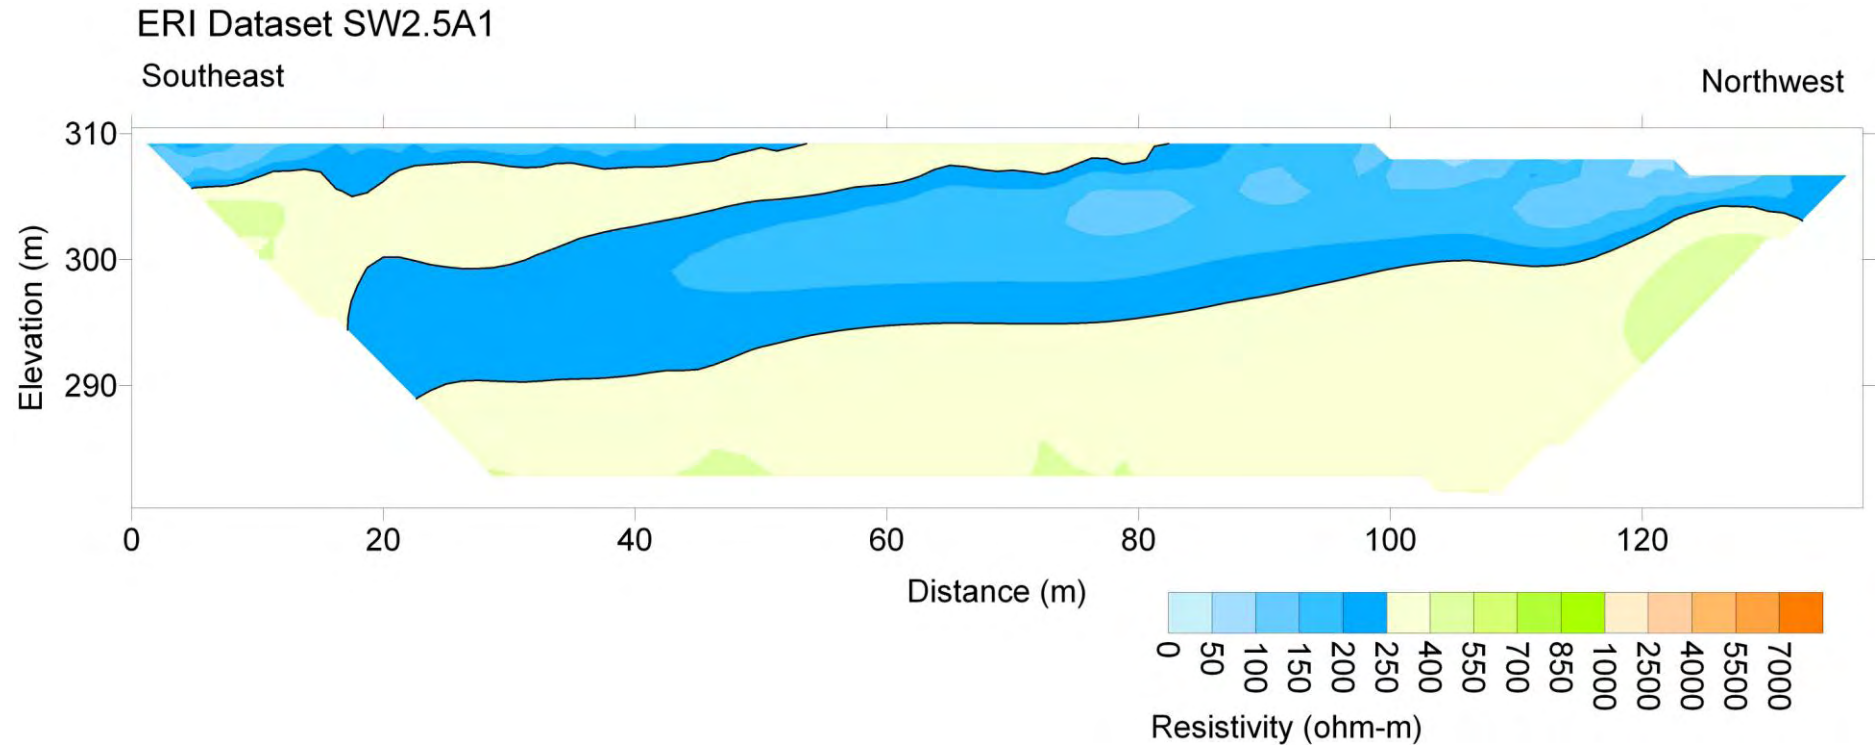 ERI Dataset SW2.5A1
Southeast
Northwest
310
300
290
Elevation (m)
0 20 40 60 80 100 120
Distance (m)
0 50 100 150 200 250 400 550 700 850 1000 2500 4000 5500 7000
Resistivity (ohm-m)